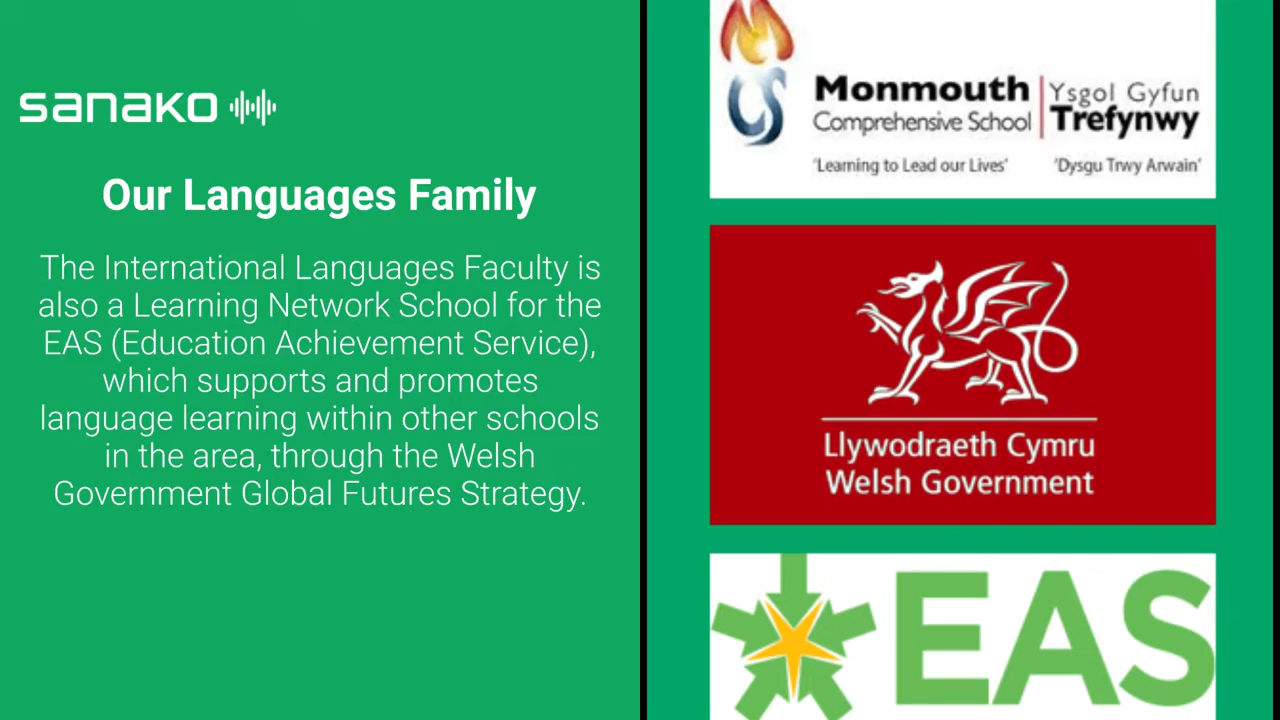 sanako
Our Languages Family
The International Languages Faculty is
also a Learning Network School for the
EAS (Education Achievement Service),
which supports and promotes
language learning within other schools
in the area, through the Welsh
Government Global Futures Strategy.
Monmouth
Comprehensive School
'Learning to Lead our Lives'
Ysgol Gyfun
Trefynwy
'Dysgu Trwy Arwain'
Llywodraeth Cymru
Welsh Government
EAS